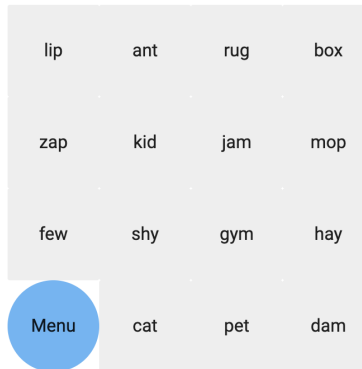 lip ant rug box
zap kid jam mop
few shy gym hay
Menu cat pet dam